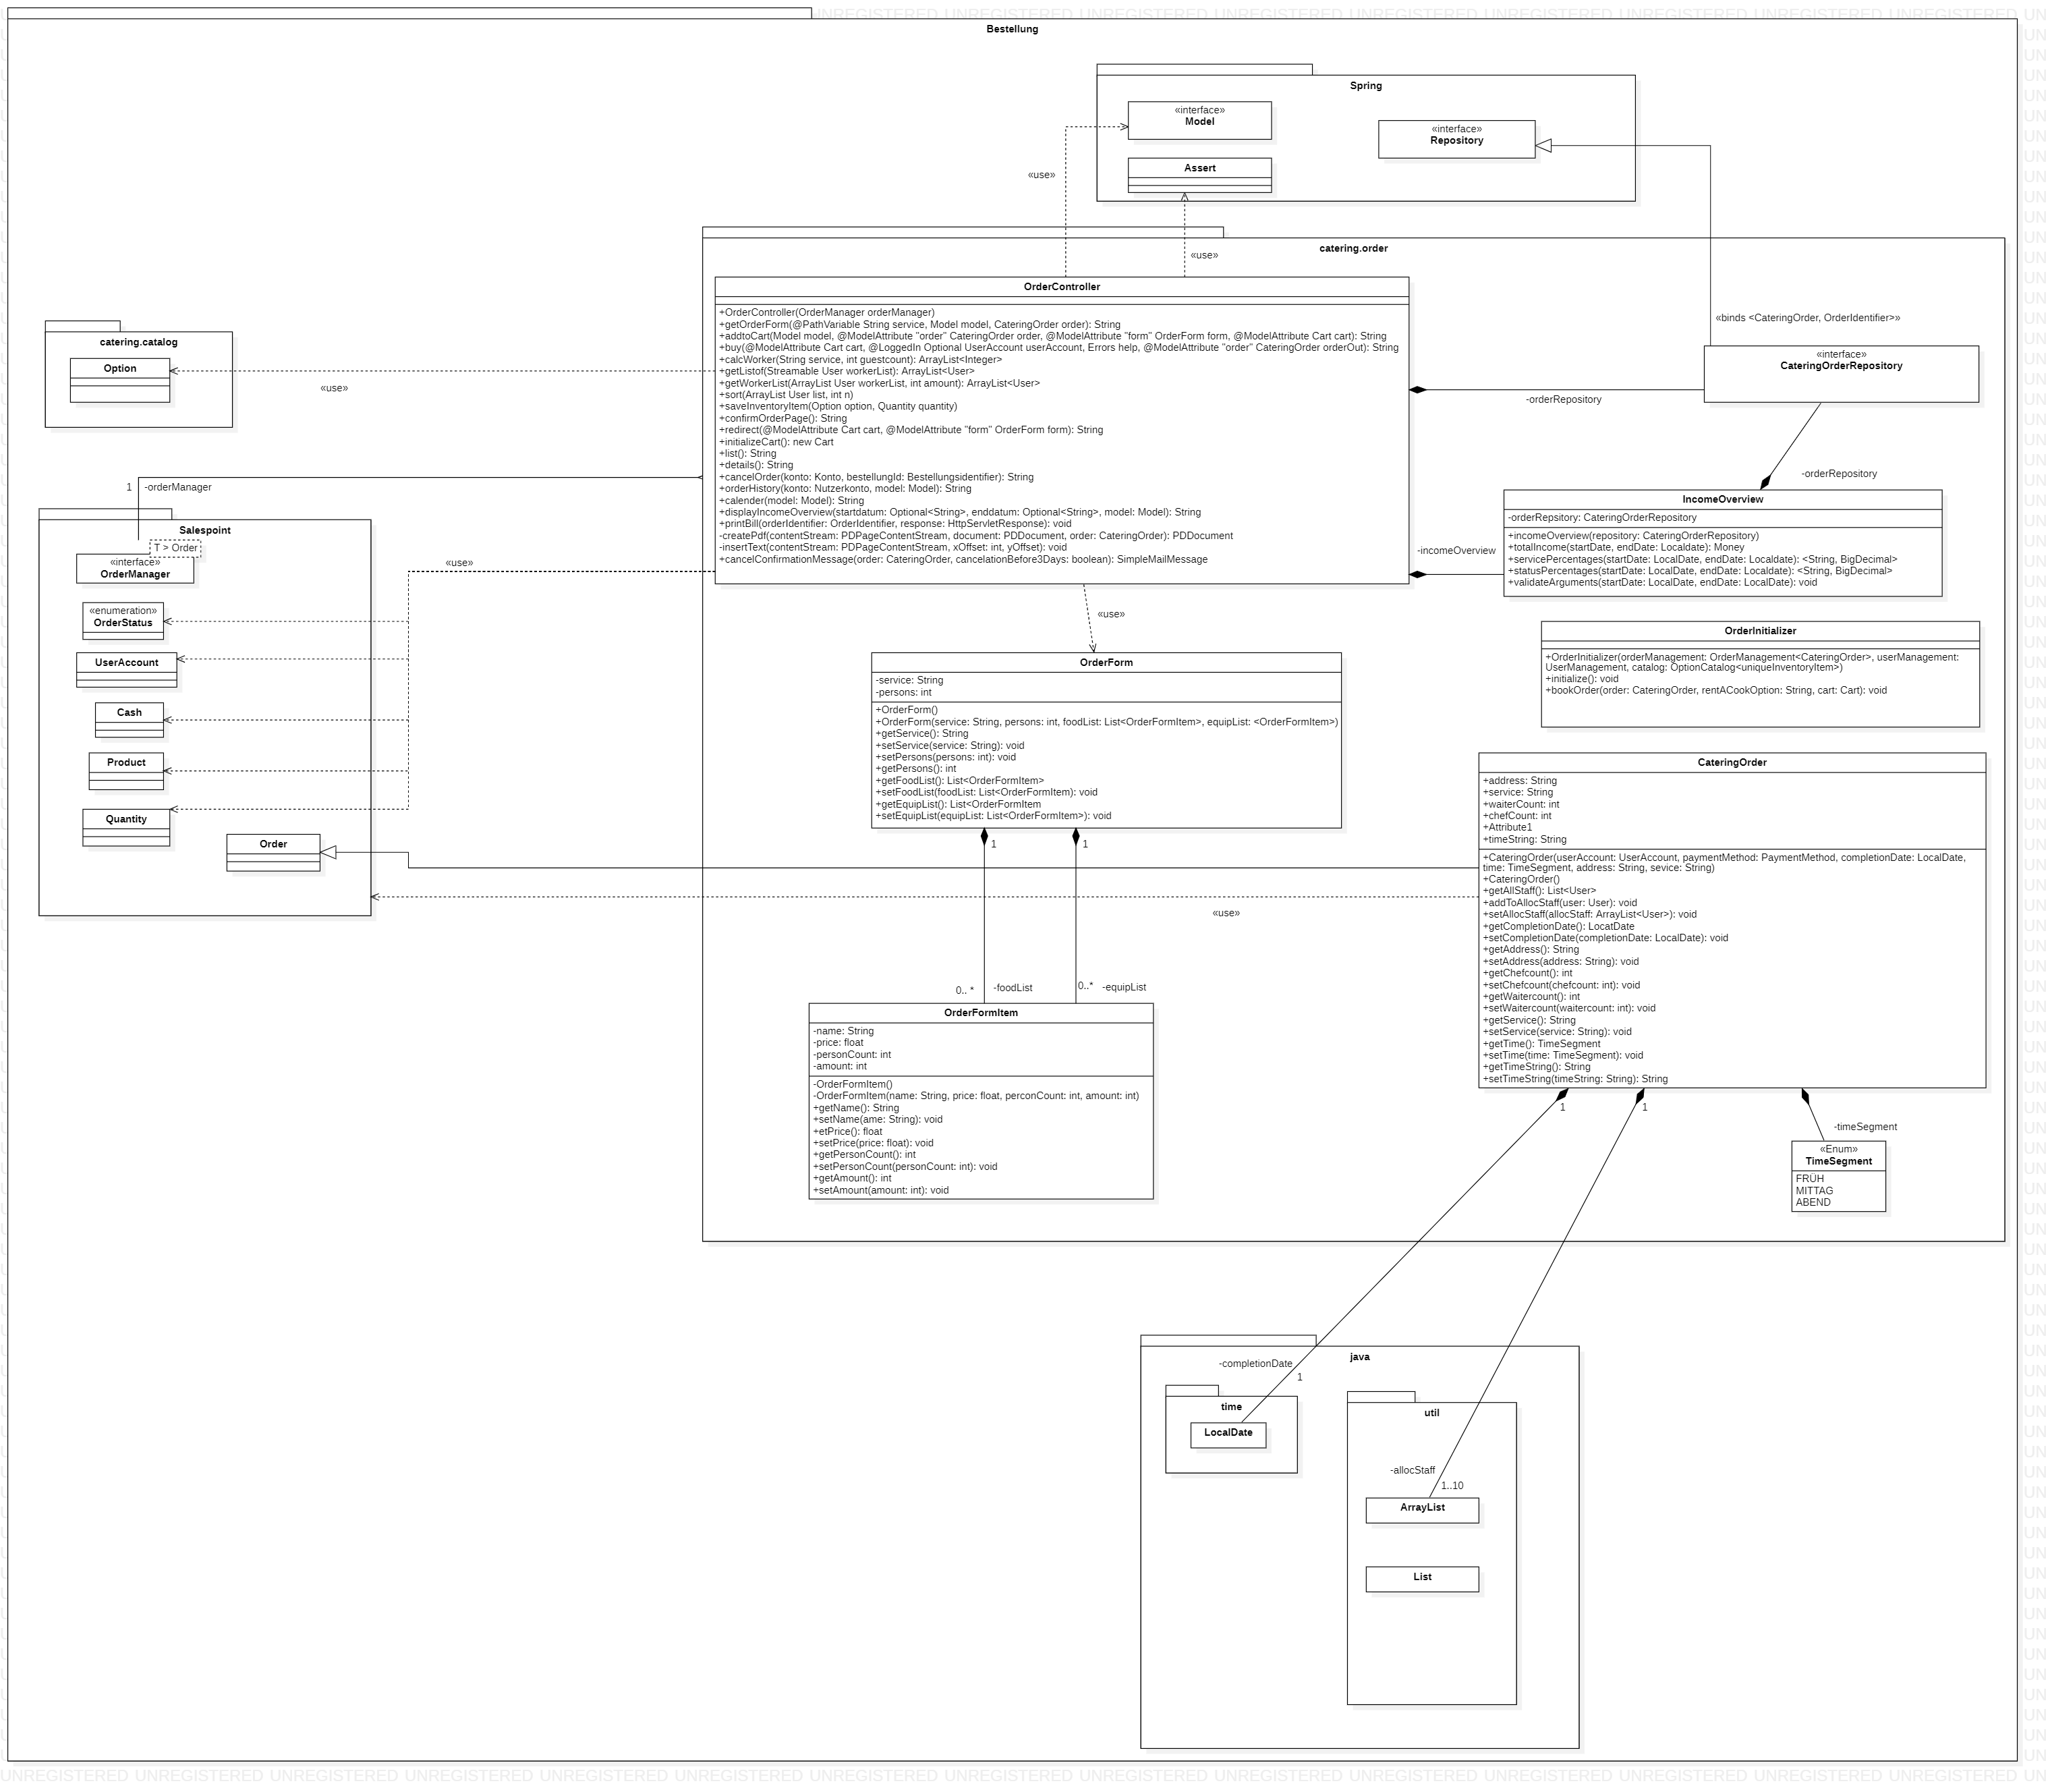 UNREGISTERED UNREGISTERED UNREGISTERED UNREGISTERED UNREGISTERED UNREGISTERED UNREGISTERED UNREGISTERED UNREGISTERED UN
Bestellung
Spring
«interface»
Model
«interface»
Repository
Assert
«use»
«use»
catering.order
OrderController
+OrderController(OrderManager orderManager)
+getOrderForm(@PathVariable String service, Model model, CateringOrder order): String
+addtoCart(Model model, @ModelAttribute "order" CateringOrder order, @ModelAttribute "form" OrderForm form, @ModelAttribute Cart cart): String
+buy(@ModelAttribute Cart cart, @LoggedIn Optional UserAccount userAccount, Errors help, @ModelAttribute "order" CateringOrder orderOut): String
+calcWorker(String service, int guestcount): ArrayList<Integer>
+getListof(Streamable User workerList): ArrayList<User>
+getWorkerList(ArrayList User workerList, int amount): ArrayList<User>
+sort(ArrayList User list, int n)
+saveInventoryItem(Option option, Quantity quantity)
+confirmOrderPage(): String
+redirect(@ModelAttribute Cart cart, @ModelAttribute "form" OrderForm form): String
+initializeCart(): new Cart
+list(): String
+details(): String
+cancelOrder(konto: Konto, bestellungId: Bestellungsidentifier): String
+orderHistory(konto: Nutzerkonto, model: Model): String
+calender(model: Model): String
+displayIncomeOverview(startdatum: Optional<String>, enddatum: Optional<String>, model: Model): String
+printBill(orderIdentifier: OrderIdentifier, response: HttpServletResponse): void
-createPdf(contentStream: PDPageContentStream, document: PDDocument, order: CateringOrder): PDDocument
-insertText(contentStream: PDPageContentStream, xOffset: int, yOffset): void
+cancelConfirmationMessage(order: CateringOrder, cancelationBefore3Days: boolean): SimpleMailMessage
«binds <CateringOrder, OrderIdentifier>»
«interface»
CateringOrderRepository
-orderRepository
-orderRepository
catering.catalog
Option
«use»
1
-orderManager
Salespoint
T > Order
«interface»
OrderManager
«enumeration»
OrderStatus
UserAccount
Cash
Product
Quantity
Order
«use»
-incomeOverview
IncomeOverview
-orderRepsitory: CateringOrderRepository
+incomeOverview(repository: CateringOrderRepository)
+totalIncome(startDate, endDate: Localdate): Money
+servicePercentages(startDate: LocalDate, endDate: Localdate): <String, BigDecimal>
+statusPercentages(startDate: LocalDate, endDate: Localdate): <String, BigDecimal>
+validateArguments(startDate: LocalDate, endDate: LocalDate): void
«use»
OrderInitializer
+OrderInitializer(orderManagement: OrderManagement<CateringOrder>, userManagement:
UserManagement, catalog: OptionCatalog<uniqueInventoryItem>)
+initialize(): void
+bookOrder(order: CateringOrder, rentACookOption: String, cart: Cart): void
OrderForm
-service: String
-persons: int
+OrderForm()
+OrderForm(service: String, persons: int, foodList: List<OrderFormItem>, equipList: <OrderFormItem>)
+getService(): String
+setService(service: String): void
+setPersons(persons: int): void
+getPersons(): int
+getFoodList(): List<OrderFormItem>
+setFoodList(foodList: List<OrderFormItem): void
+getEquipList(): List<OrderFormItem
+setEquipList(equipList: List<OrderFormItem>): void
1
1
CateringOrder
+address: String
+service: String
+waiterCount: int
+chefCount: int
+Attribute1
+timeString: String
+CateringOrder(userAccount: UserAccount, paymentMethod: PaymentMethod, completionDate: LocalDate,
time: TimeSegment, address: String, sevice: String)
+CateringOrder()
+getAllStaff(): List<User>
+addToAllocStaff(user: User): void
+setAllocStaff(allocStaff: ArrayList<User>): void
+getCompletionDate(): LocatDate
+setCompletionDate(completionDate: LocalDate): void
+getAddress(): String
+setAddress(address: String): void
+getChefcount(): int
+setChefcount(chefcount: int): void
+getWaitercount(): int
+setWaitercount(waitercount: int): void
+getService(): String
+setService(service: String): void
+getTime(): TimeSegment
+setTime(time: TimeSegment): void
+getTimeString(): String
+setTimeString(timeString: String): String
«use»
0.. *
-foodList
0..*
-equipList
OrderFormItem
-name: String
-price: float
-personCount: int
-amount: int
-OrderFormItem()
-OrderFormItem(name: String, price: float, perconCount: int, amount: int)
+getName(): String
+setName(ame: String): void
+etPrice(): float
+setPrice(price: float): void
+getPersonCount(): int
+setPersonCount(personCount: int): void
+getAmount(): int
+setAmount(amount: int): void
1
1
-timeSegment
«Enum»
TimeSegment
FRÜH
MITTAG
ABEND
java
-completionDate
1
time
LocalDate
util
-allocStaff
1..10
ArrayList
List
UNREGISTERED UNREGISTERED UNREGISTERED UNREGISTERED UNREGISTERED UNREGISTERED UNREGISTERED UNREGISTERED UNREGISTERED UNREGISTERED UNREGISTERED UNREGISTERED UNREGISTERED UNREGISTERED UNREGISTERED UN